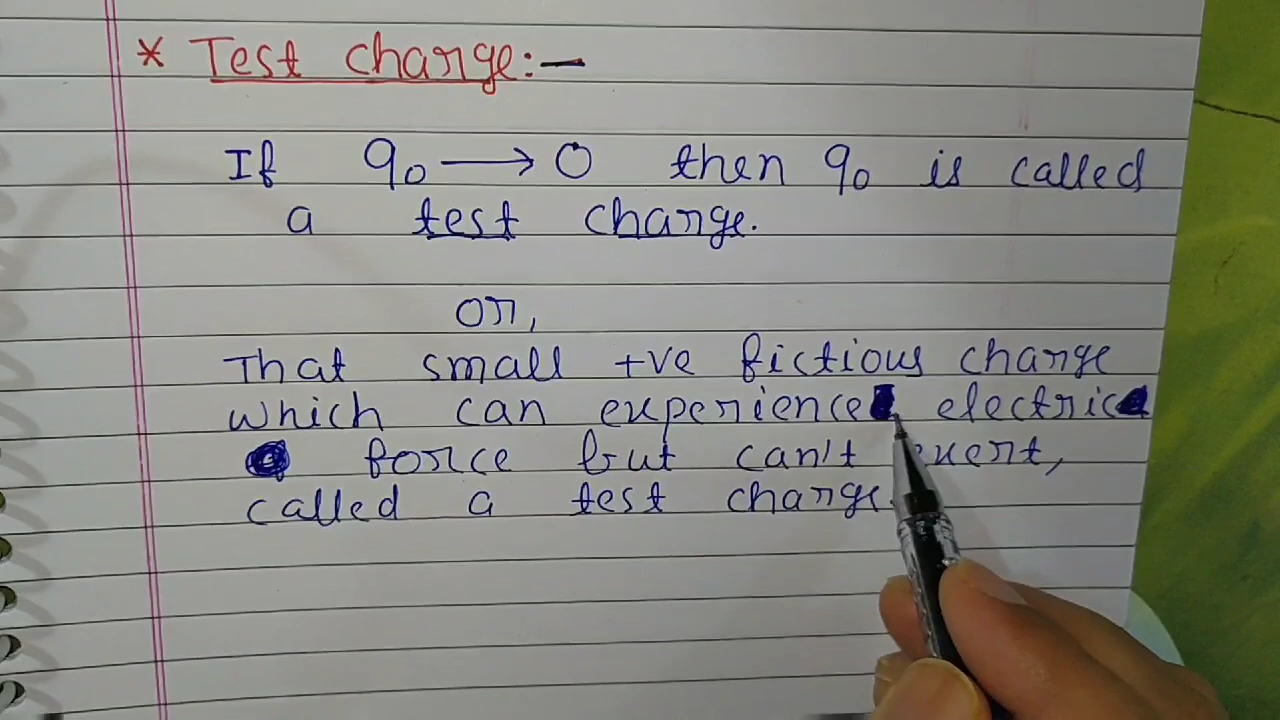 * Test charge:-
If q₀ → 0 then q₀ is called
a test charge.
or,
That small +ve fictious charge
which can experience electric
force but can't exert,
called a test charge.